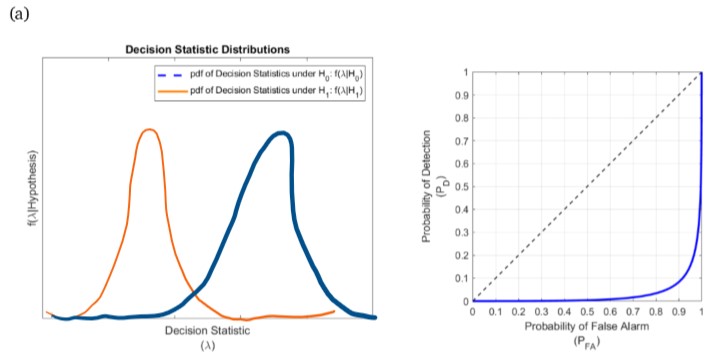 (a)
Decision Statistic Distributions
pdf of Decision Statistics under H₀: f(λ|H₀)
pdf of Decision Statistics under H₁: f(λ|H₁)
f(λ|Hypothesis)
Decision Statistic
(λ)
1
0.9
0.8
0.7
0.6
0.5
0.4
0.3
0.2
0.1
0
Probability of Detection
(P_D)
0 0.1 0.2 0.3 0.4 0.5 0.6 0.7 0.8 0.9 1
Probability of False Alarm
(P_FA)